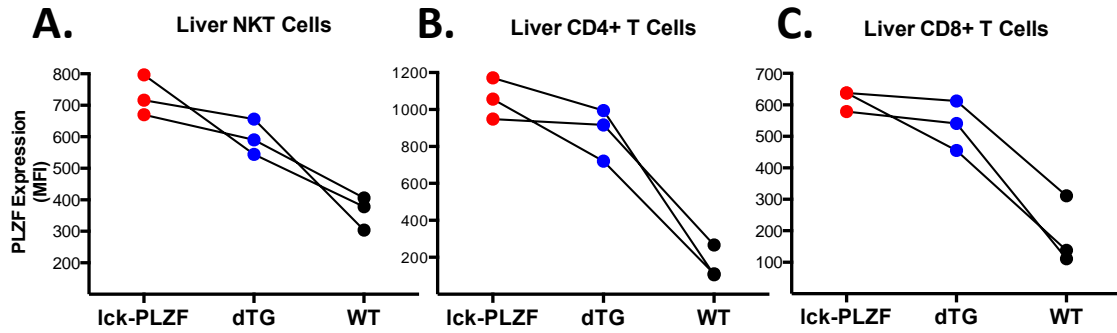 A. Liver NKT Cells
B. Liver CD4+ T Cells
C. Liver CD8+ T Cells
PLZF Expression
(MFI)
800
700
600
500
400
300
200
lck-PLZF dTG WT
1200
1000
800
600
400
200
lck-PLZF dTG WT
700
600
500
400
300
200
100
lck-PLZF dTG WT